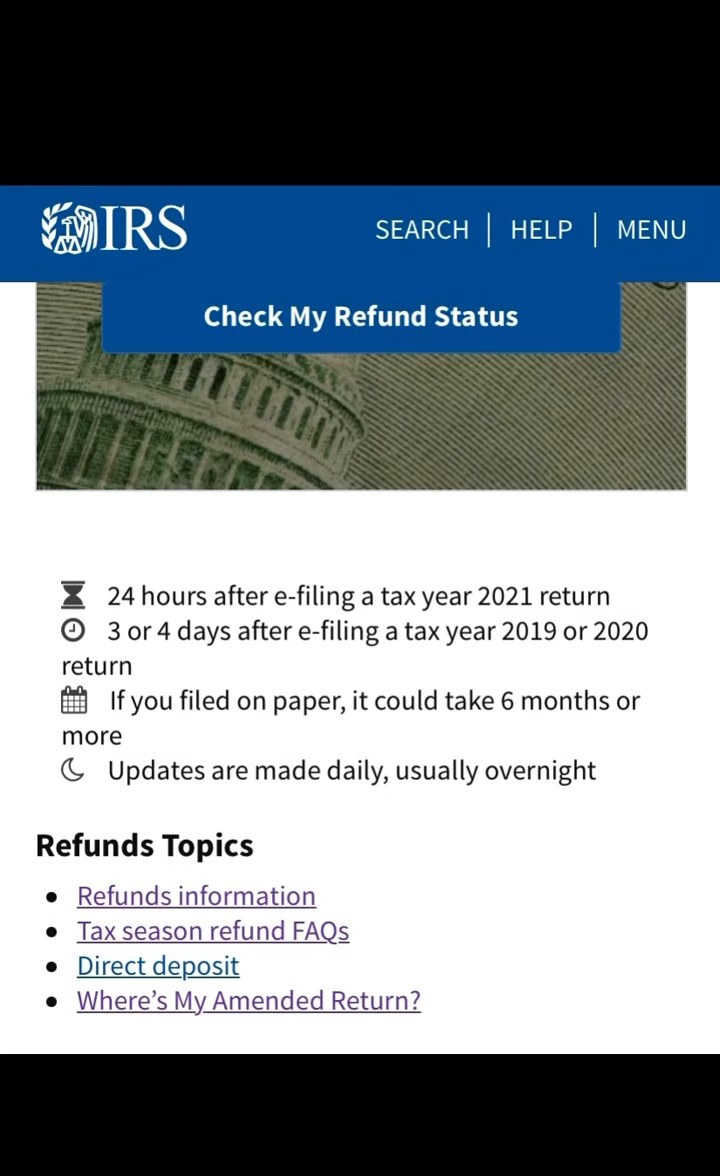 IRS
SEARCH | HELP | MENU
Check My Refund Status
24 hours after e-filing a tax year 2021 return
3 or 4 days after e-filing a tax year 2019 or 2020
return
If you filed on paper, it could take 6 months or
more
Updates are made daily, usually overnight
Refunds Topics
Refunds information
Tax season refund FAQs
Direct deposit
Where’s My Amended Return?